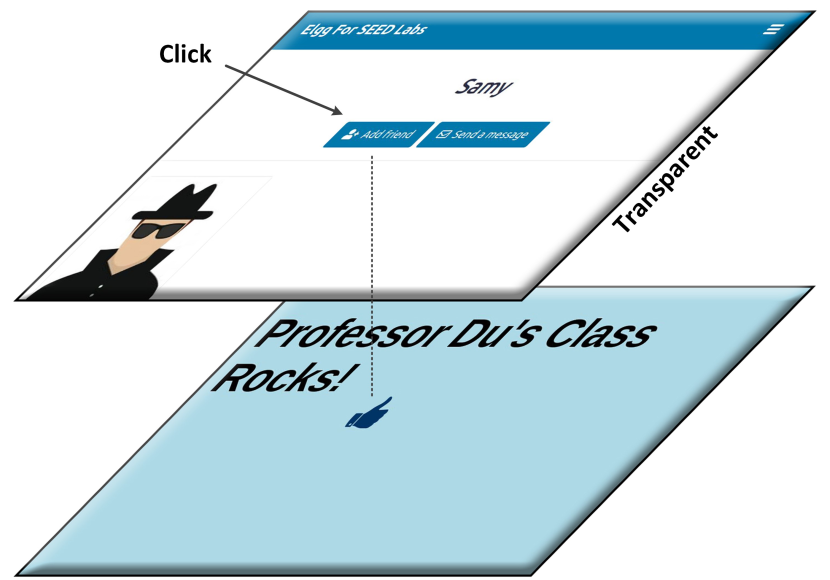 Elgg For SEED Labs
Click
Samy
Add friend
Send a message
Transparent
Professor Du's Class
Rocks!